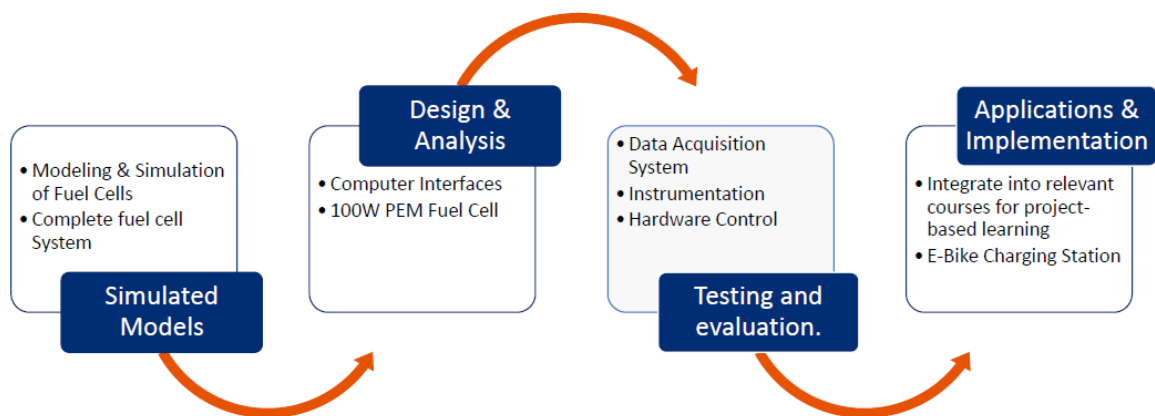 • Modeling & Simulation
of Fuel Cells
• Complete fuel cell
System
Simulated
Models
Design &
Analysis
• Computer Interfaces
• 100W PEM Fuel Cell
• Data Acquisition
System
• Instrumentation
• Hardware Control
Testing and
evaluation.
Applications &
Implementation
• Integrate into relevant
courses for project-
based learning
• E-Bike Charging Station